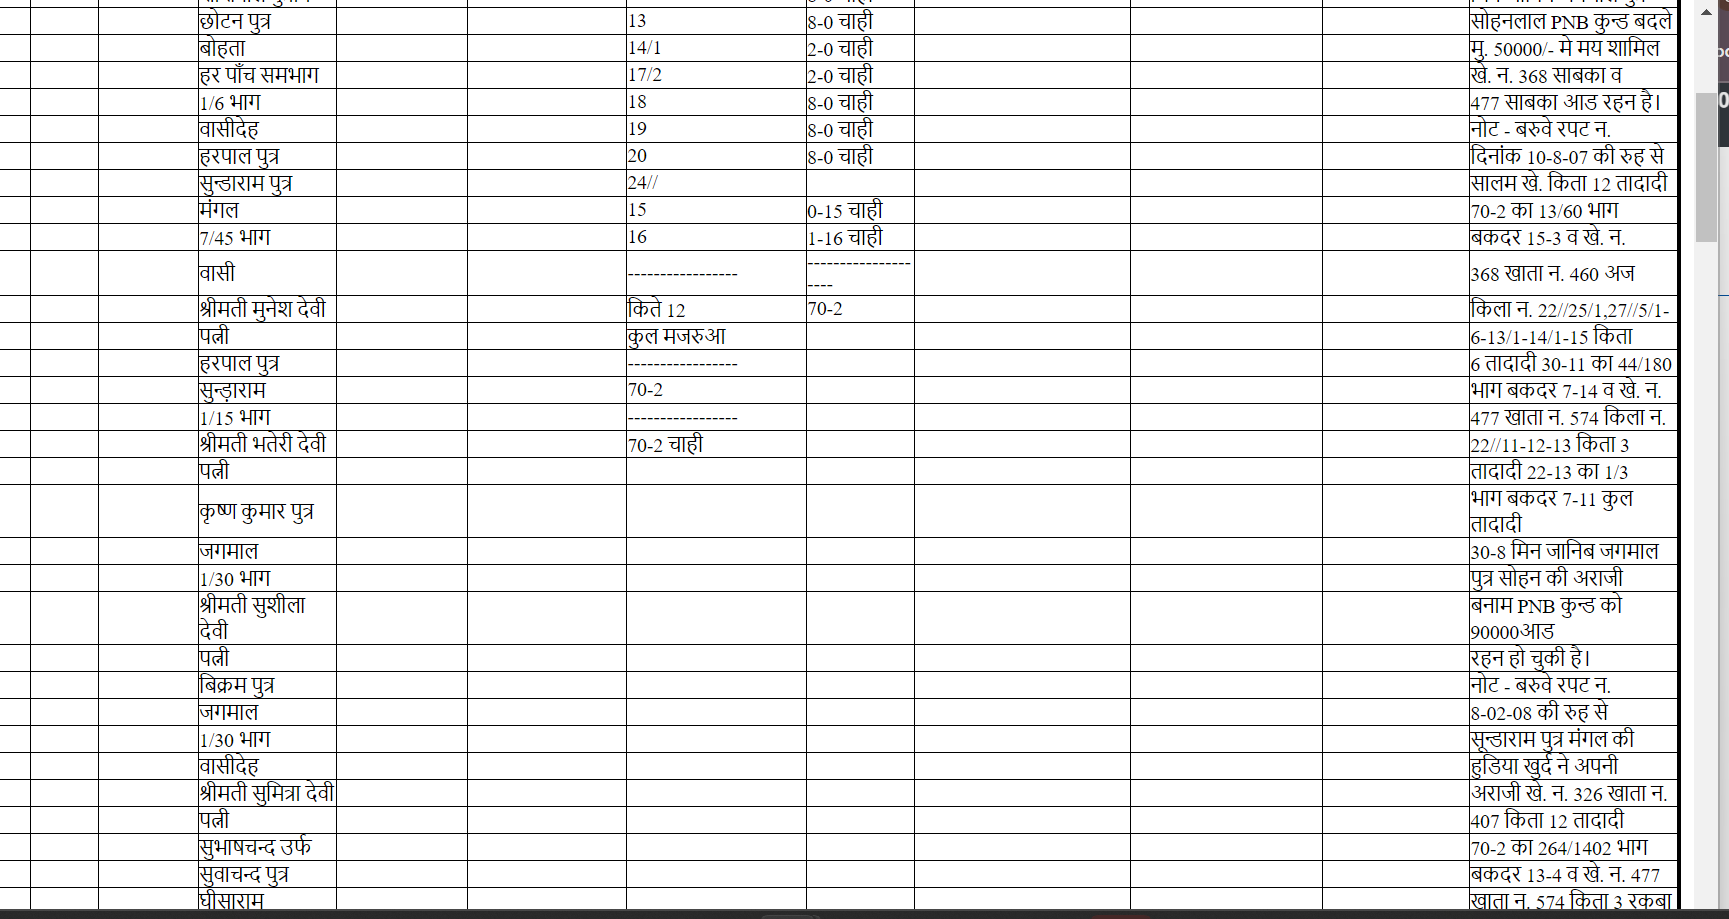 छोटन पुत्र 13 8-0 चाही सोहनलाल PNB कुन्ड बदले
बोहता 14/1 2-0 चाही मु. 50000/- मे मय शामिल
हर पाँच समभाग 17/2 2-0 चाही खे. न. 368 साबका व
1/6 भाग 18 8-0 चाही 477 साबका आड रहन है।
वासीदेह 19 8-0 चाही नोट - बरुवे रपट न.
हरपाल पुत्र 20 8-0 चाही दिनांक 10-8-07 की रुह से
सुन्डाराम पुत्र 24// सालम खे. किता 12 तादादी
मंगल 15 0-15 चाही 70-2 का 13/60 भाग
7/45 भाग 16 1-16 चाही बकदर 15-3 व खे. न.
वासी ----------------- ---------------- 368 खाता न. 460 अज
----
श्रीमती मुनेश देवी किते 12 70-2 किला न. 22//25/1,27//5/1-
पत्नी कुल मजरुआ 6-13/1-14/1-15 किता
हरपाल पुत्र ----------------- 6 तादादी 30-11 का 44/180
सुन्ड़ाराम 70-2 भाग बकदर 7-14 व खे. न.
1/15 भाग ----------------- 477 खाता न. 574 किला न.
श्रीमती भतेरी देवी 70-2 चाही 22//11-12-13 किता 3
पत्नी तादादी 22-13 का 1/3
कृष्ण कुमार पुत्र भाग बकदर 7-11 कुल
तादादी
जगमाल 30-8 मिन जानिब जगमाल
1/30 भाग पुत्र सोहन की अराजी
श्रीमती सुशीला बनाम PNB कुन्ड को
देवी 90000आड
पत्नी रहन हो चुकी है।
बिक्रम पुत्र नोट - बरुवे रपट न.
जगमाल 8-02-08 की रुह से
1/30 भाग सून्डाराम पुत्र मंगल की
वासीदेह हुडिया खुर्द ने अपनी
श्रीमती सुमित्रा देवी अराजी खे. न. 326 खाता न.
पत्नी 407 किता 12 तादादी
सुभाषचन्द उर्फ 70-2 का 264/1402 भाग
सुवाचन्द पुत्र बकदर 13-4 व खे. न. 477
घीसाराम खाता न. 574 किता 3 रकबा